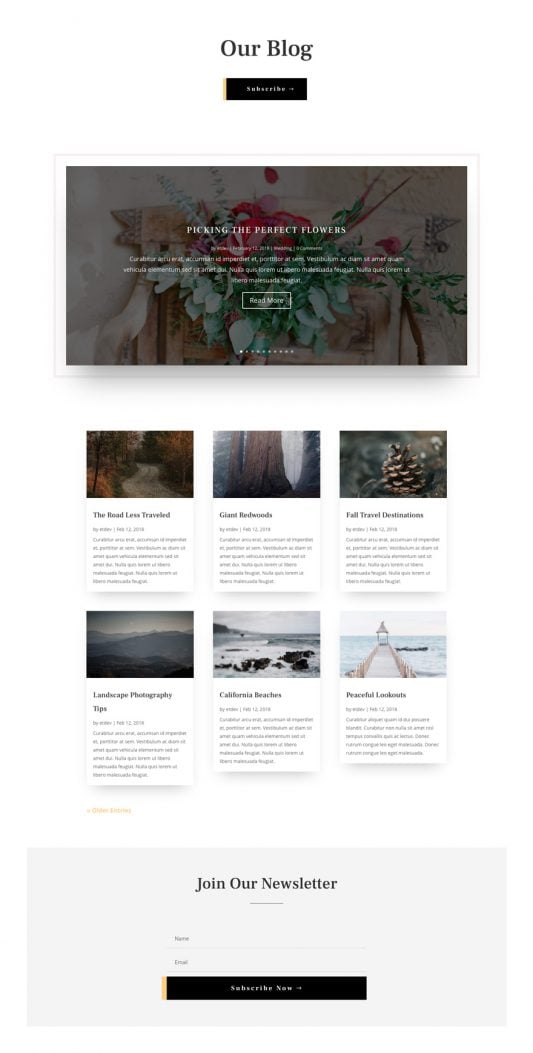 Our Blog
Subscribe →
PICKING THE PERFECT FLOWERS
by etdev | February 12, 2018 | Wedding | 0 Comments
Curabitur arcu erat, accumsan id imperdiet et, porttitor at sem. Vestibulum ac diam sit amet quam
vehicula elementum sed sit amet dui. Nulla quis lorem ut libero malesuada feugiat. Nulla quis lorem ut
libero malesuada feugiat.
Read More
The Road Less Traveled
by etdev | Feb 12, 2018
Curabitur arcu erat, accumsan id imperdiet
et, porttitor at sem. Vestibulum ac diam sit
amet quam vehicula elementum sed sit
amet dui. Nulla quis lorem ut libero
malesuada feugiat. Nulla quis lorem ut
libero malesuada feugiat.
Giant Redwoods
by etdev | Feb 12, 2018
Curabitur arcu erat, accumsan id imperdiet
et, porttitor at sem. Vestibulum ac diam sit
amet quam vehicula elementum sed sit
amet dui. Nulla quis lorem ut libero
malesuada feugiat. Nulla quis lorem ut
libero malesuada feugiat.
Fall Travel Destinations
by etdev | Feb 12, 2018
Curabitur arcu erat, accumsan id imperdiet
et, porttitor at sem. Vestibulum ac diam sit
amet quam vehicula elementum sed sit
amet dui. Nulla quis lorem ut libero
malesuada feugiat. Nulla quis lorem ut
libero malesuada feugiat.
Landscape Photography
Tips
by etdev | Feb 12, 2018
Curabitur arcu erat, accumsan id imperdiet
et, porttitor at sem. Vestibulum ac diam sit
amet quam vehicula elementum sed sit
amet dui. Nulla quis lorem ut libero
malesuada feugiat. Nulla quis lorem ut
libero malesuada feugiat.
California Beaches
by etdev | Feb 12, 2018
Curabitur arcu erat, accumsan id imperdiet
et, porttitor at sem. Vestibulum ac diam sit
amet quam vehicula elementum sed sit
amet dui. Nulla quis lorem ut libero
malesuada feugiat. Nulla quis lorem ut
libero malesuada feugiat.
Peaceful Lookouts
by etdev | Feb 12, 2018
Curabitur aliquet quam id dui posuere
blandit. Curabitur non nulla sit amet nisl
tempus convallis quis ac lectus. Donec
rutrum congue leo eget malesuada. Donec
rutrum congue leo eget malesuada.
« Older Entries
Join Our Newsletter
Name
Email
Subscribe Now →